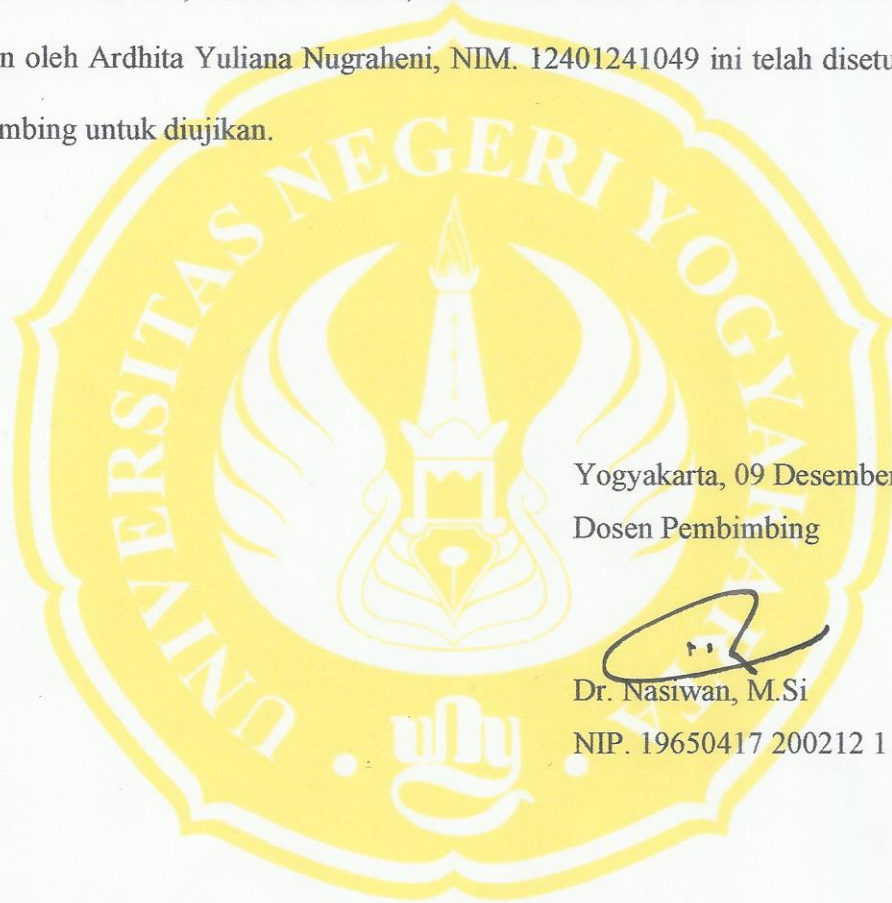 n oleh Ardhita Yuliana Nugraheni, NIM. 12401241049 ini telah disetu
mbing untuk diujikan.
UNIVERSITAS NEGERI YOGYAKARTA
uny
Yogyakarta, 09 Desember
Dosen Pembimbing
Dr. Nasiwan, M.Si
NIP. 19650417 200212 1